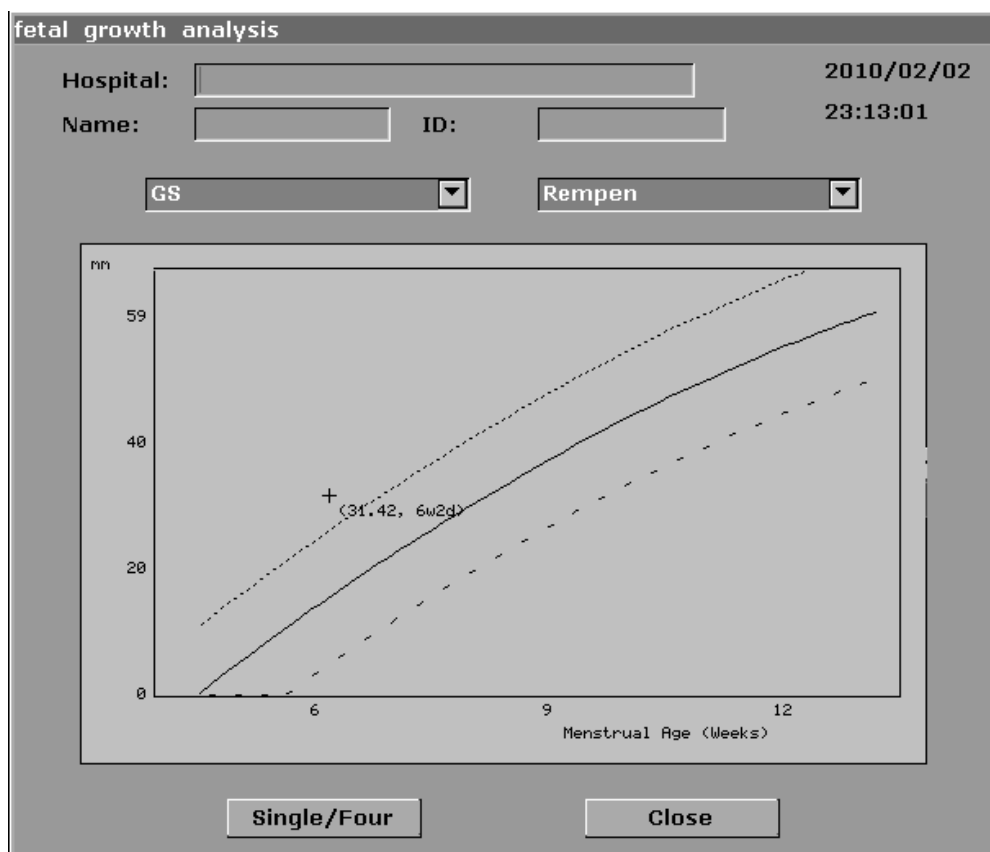 fetal growth analysis
Hospital: 2010/02/02
Name: ID: 23:13:01
GS Rempen
mm
59
40
(31.42, 6w2d)
20
0
6 9 12
Menstrual Age (Weeks)
Single/Four Close